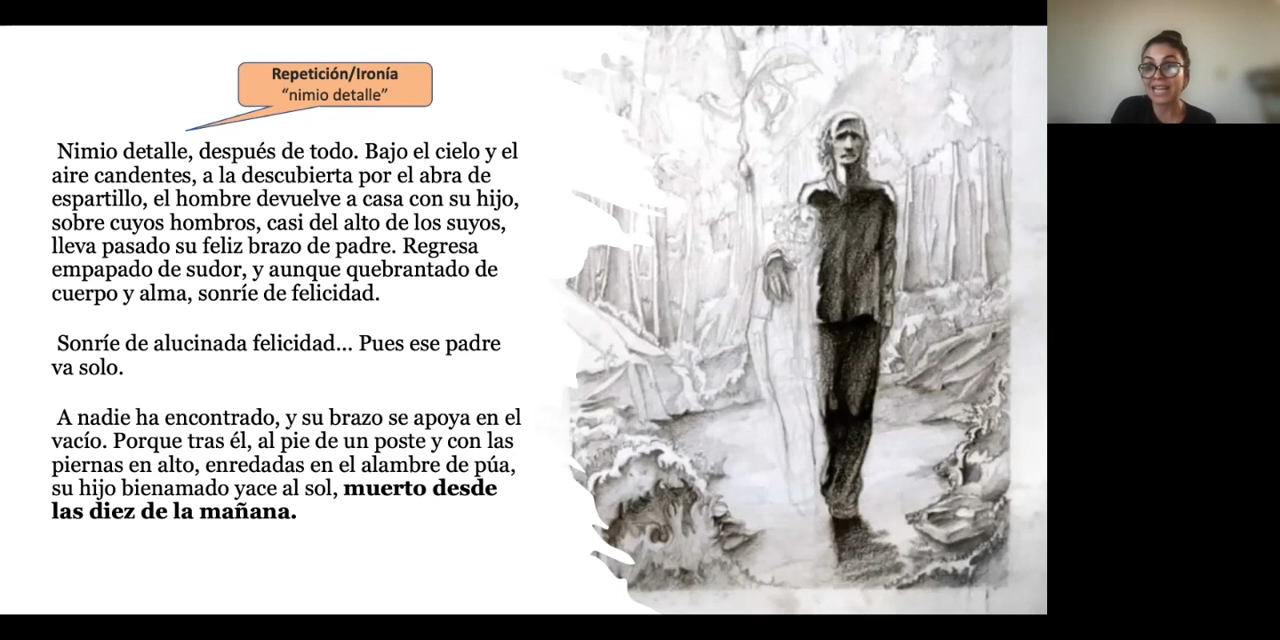 Repetición/Ironía
“nimio detalle”
Nimio detalle, después de todo. Bajo el cielo y el
aire candentes, a la descubierta por el abra de
espartillo, el hombre devuelve a casa con su hijo,
sobre cuyos hombros, casi del alto de los suyos,
lleva pasado su feliz brazo de padre. Regresa
empapado de sudor, y aunque quebrantado de
cuerpo y alma, sonríe de felicidad.
Sonríe de alucinada felicidad... Pues ese padre
va solo.
A nadie ha encontrado, y su brazo se apoya en el
vacío. Porque tras él, al pie de un poste y con las
piernas en alto, enredadas en el alambre de púa,
su hijo bienamado yace al sol, muerto desde
las diez de la mañana.